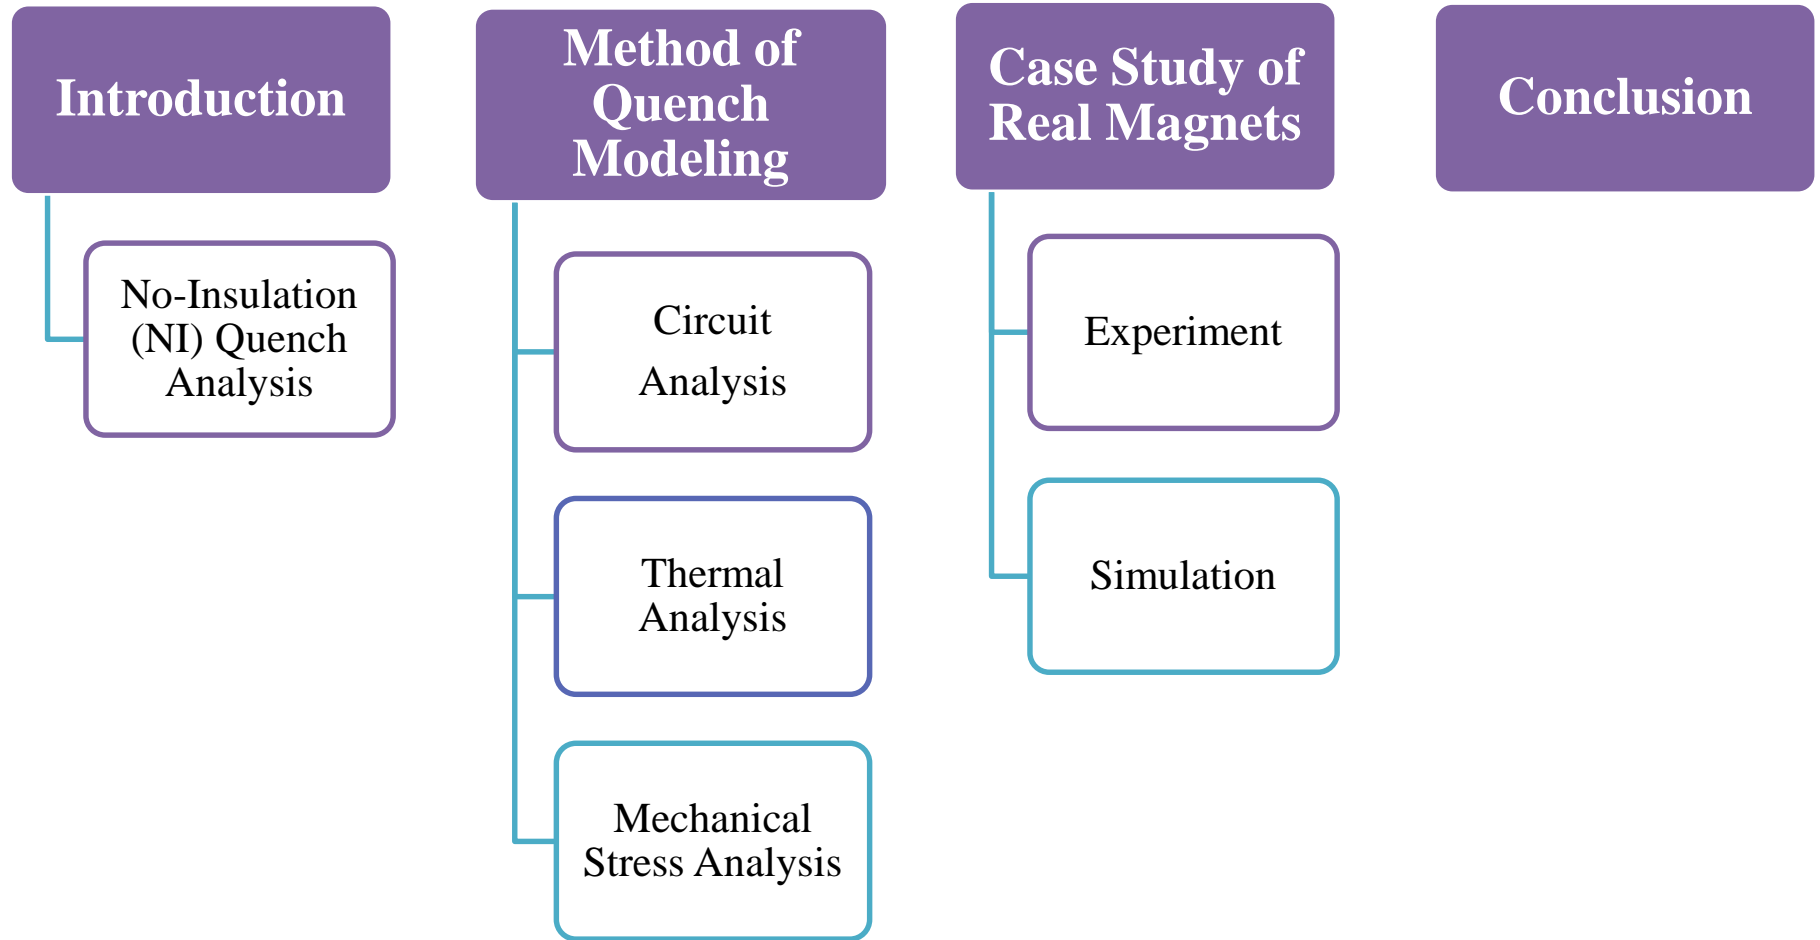 Introduction
No-Insulation
(NI) Quench
Analysis
Method of
Quench
Modeling
Circuit
Analysis
Thermal
Analysis
Mechanical
Stress Analysis
Case Study of
Real Magnets
Experiment
Simulation
Conclusion